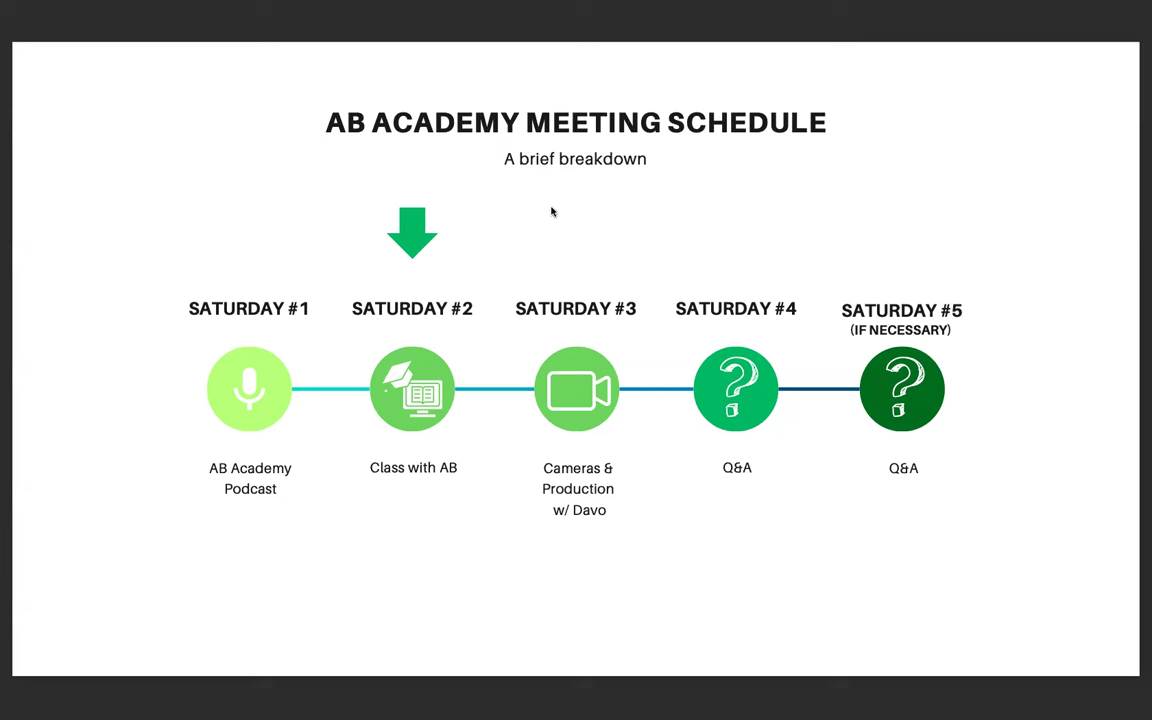 AB ACADEMY MEETING SCHEDULE
A brief breakdown
SATURDAY #1
SATURDAY #2
SATURDAY #3
SATURDAY #4
SATURDAY #5
(IF NECESSARY)
AB Academy
Podcast
Class with AB
Cameras &
Production
w/ Davo
Q&A
Q&A